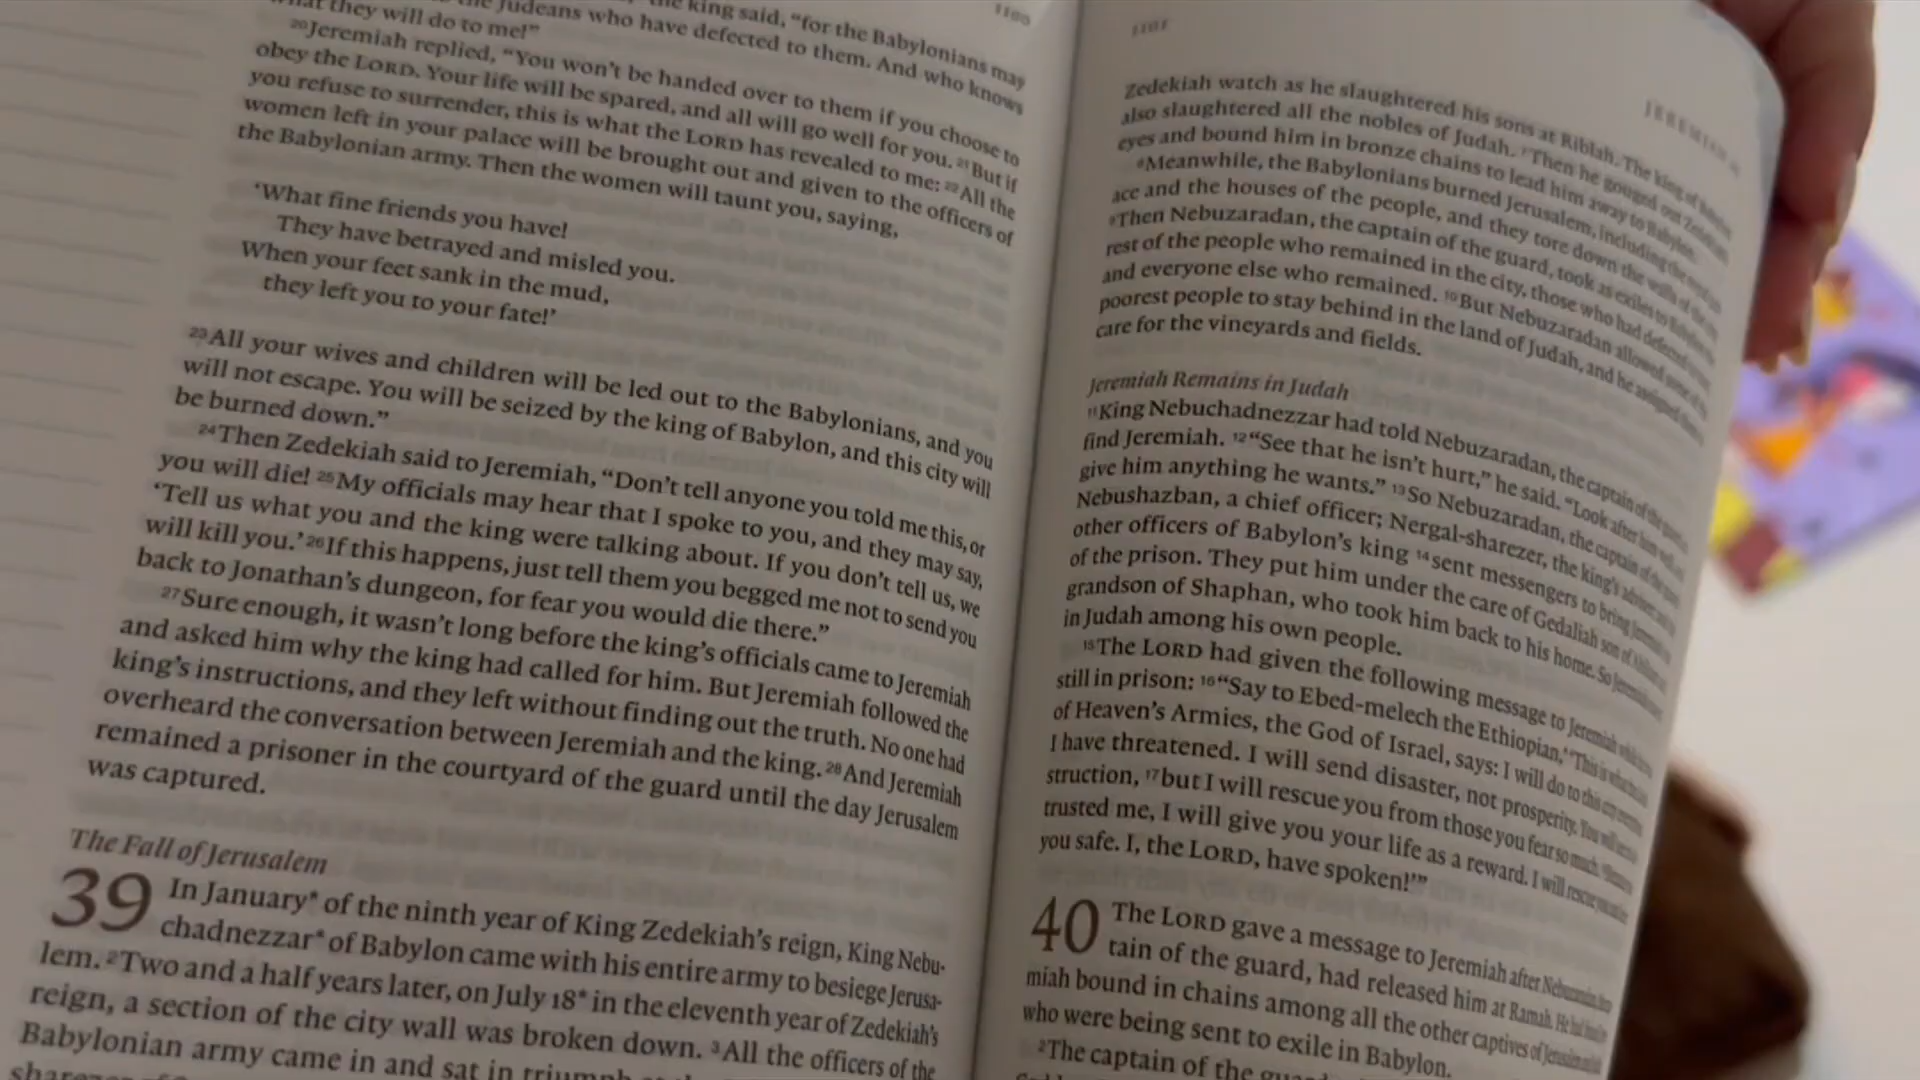 1100
the king said, "for the Babylonians may
the Judeans who have defected to them. And who knows
what they will do to me!"
20Jeremiah replied, "You won't be handed over to them if you choose to
obey the LORD. Your life will be spared, and all will go well for you. 21But if
you refuse to surrender, this is what the LORD has revealed to me: 22All the
women left in your palace will be brought out and given to the officers of
the Babylonian army. Then the women will taunt you, saying,
'What fine friends you have!
They have betrayed and misled you.
When your feet sank in the mud,
they left you to your fate!'
23All your wives and children will be led out to the Babylonians, and you
will not escape. You will be seized by the king of Babylon, and this city will
be burned down."
24Then Zedekiah said to Jeremiah, "Don't tell anyone you told me this, or
you will die! 25My officials may hear that I spoke to you, and they may say,
'Tell us what you and the king were talking about. If you don't tell us, we
will kill you.' 26If this happens, just tell them you begged me not to send you
back to Jonathan's dungeon, for fear you would die there."
27Sure enough, it wasn't long before the king's officials came to Jeremiah
and asked him why the king had called for him. But Jeremiah followed the
king's instructions, and they left without finding out the truth. No one had
overheard the conversation between Jeremiah and the king. 28And Jeremiah
remained a prisoner in the courtyard of the guard until the day Jerusalem
was captured.
The Fall of Jerusalem
39 In January* of the ninth year of King Zedekiah's reign, King Nebu-
chadnezzar* of Babylon came with his entire army to besiege Jerusa-
lem. 2Two and a half years later, on July 18* in the eleventh year of Zedekiah's
reign, a section of the city wall was broken down. 3All the officers of the
Babylonian army came in and sat in triumph
1101
JEREMIAH
Zedekiah watch as he slaughtered his sons at Riblah. The king of Babylon
also slaughtered all the nobles of Judah. 7Then he gouged out Zedekiah's
eyes and bound him in bronze chains to lead him away to Babylon.
8Meanwhile, the Babylonians burned Jerusalem, including the
ace and the houses of the people, and they tore down the walls of the city.
9Then Nebuzaradan, the captain of the guard, took as exiles to Babylon the
rest of the people who remained in the city, those who had defected
and everyone else who remained. 10But Nebuzaradan allowed some of the
poorest people to stay behind in the land of Judah, and he assigned them
care for the vineyards and fields.
Jeremiah Remains in Judah
11King Nebuchadnezzar had told Nebuzaradan, the captain of the guard,
find Jeremiah. 12"See that he isn't hurt," he said. "Look after him well, and
give him anything he wants." 13So Nebuzaradan, the captain of the guard;
Nebushazban, a chief officer; Nergal-sharezer, the king's adviser; and the
other officers of Babylon's king 14sent messengers to bring Jeremiah
of the prison. They put him under the care of Gedaliah son of Ahikam
grandson of Shaphan, who took him back to his home. So Jeremiah
in Judah among his own people.
15The LORD had given the following message to Jeremiah while
still in prison: 16"Say to Ebed-melech the Ethiopian, 'This is what the
of Heaven's Armies, the God of Israel, says: I will do to this city
I have threatened. I will send disaster, not prosperity. You will
struction, 17but I will rescue you from those you fear so much.
trusted me, I will give you your life as a reward. I will rescue you
you safe. I, the LORD, have spoken!'"
40 The LORD gave a message to Jeremiah after Nebuzaradan,
tain of the guard, had released him at Ramah. He had
miah bound in chains among all the other captives of Jerusalem
who were being sent to exile in Babylon.
2The captain of the guard